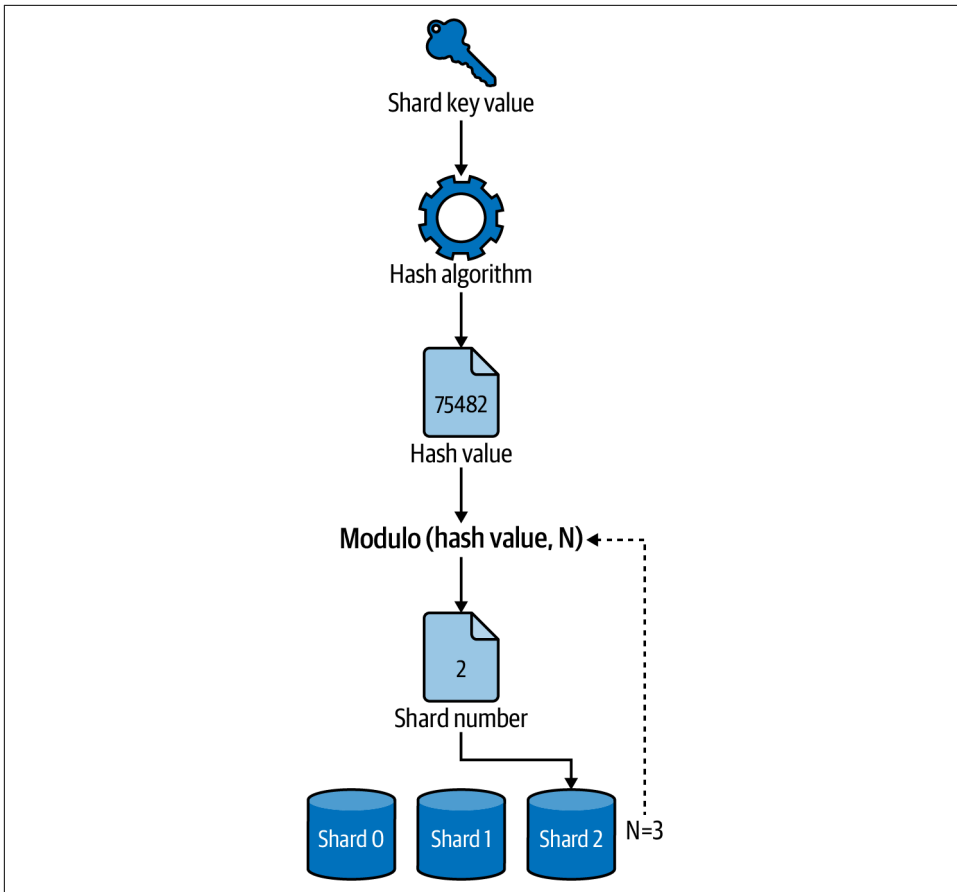 Shard key value
Hash algorithm
75482
Hash value
Modulo (hash value, N)
2
Shard number
Shard 0
Shard 1
Shard 2
N=3